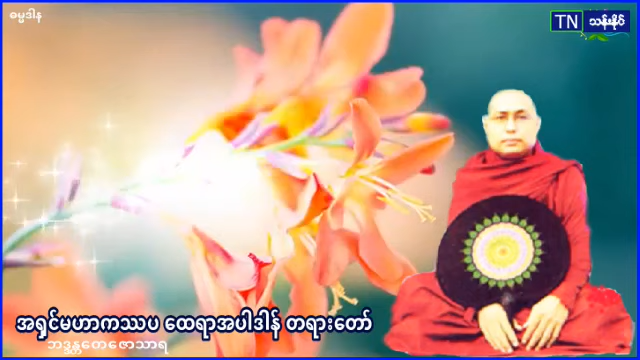 ဓမ္မဒါန
TN သန်းနိုင်
အရှင်မဟာကဿပ ထေရာအပါဒါန် တရားတော်
ဘဒ္ဒန္တတေဇောသာရ